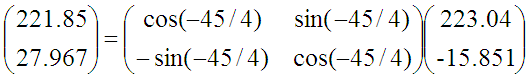 (221.85 27.967) = (cos(−45/4) sin(−45/4) −sin(−45/4) cos(−45/4)) (223.04 -15.851)